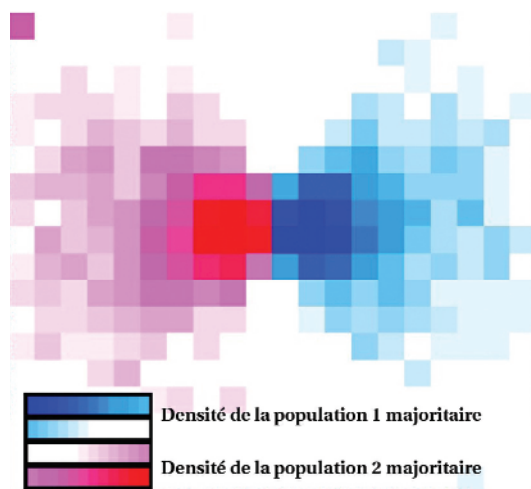 Densité de la population 1 majoritaire
Densité de la population 2 majoritaire